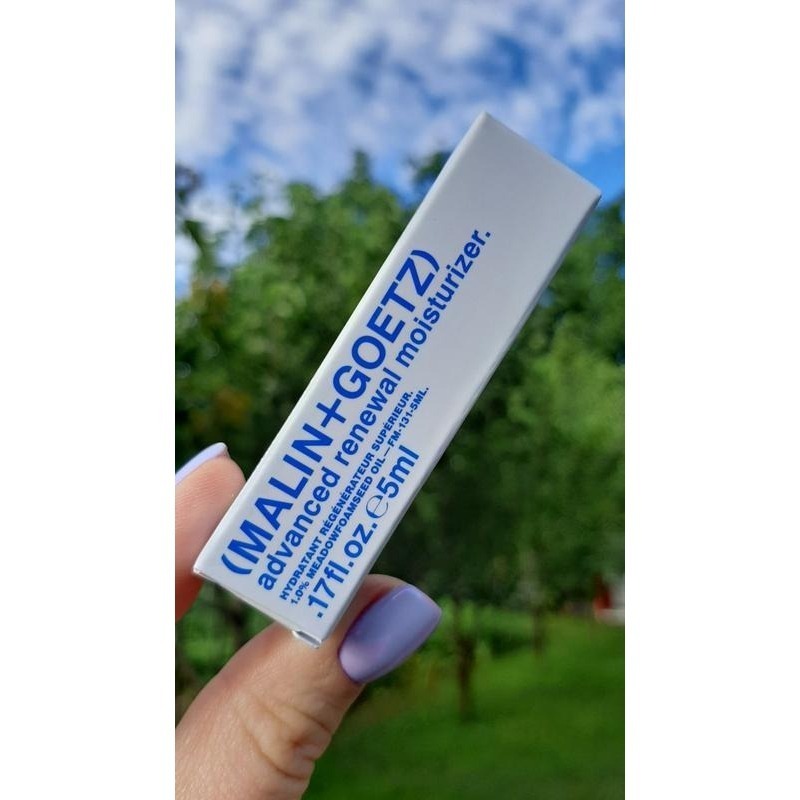 (MALIN+GOETZ)
advanced renewal moisturizer.
HYDRATANT RÉGÉNÉRATEUR SUPÉRIEUR.
1.0% MEADOWFOAMSEED OIL—FM-131-5ML.
.17fl.oz.℮5ml